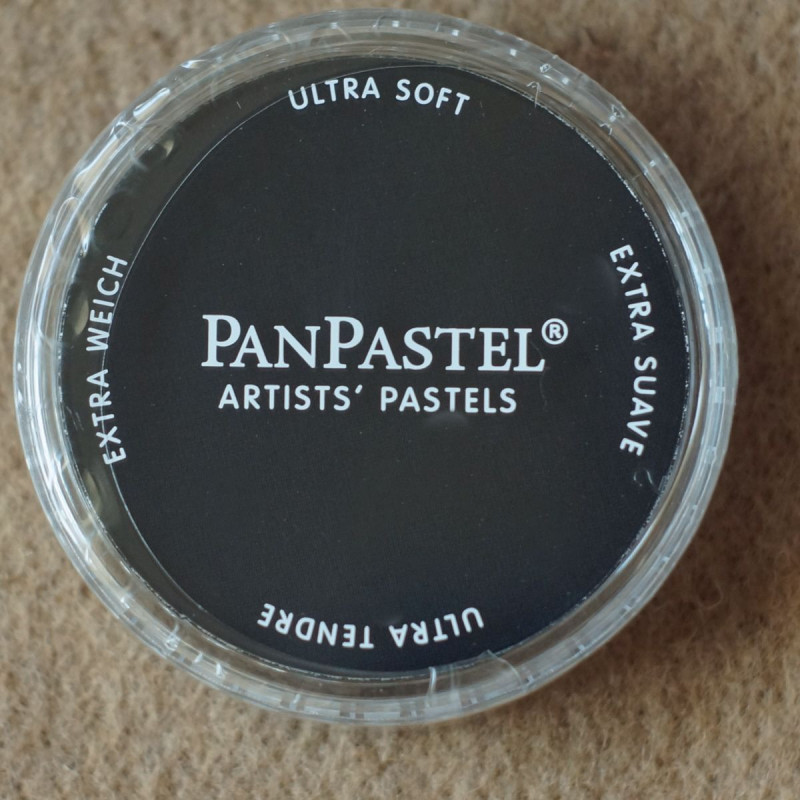 ULTRA SOFT
EXTRA WEICH
EXTRA SUAVE
PANPASTEL®
ARTISTS' PASTELS
ULTRA TENDRE